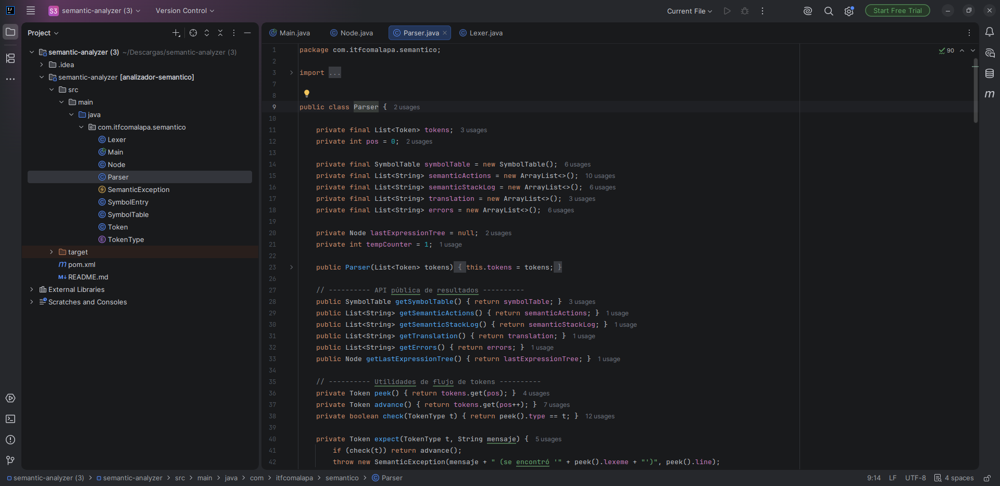 S3 semantic-analyzer (3) Version Control Current File Start Free Trial
Project
semantic-analyzer (3) ~/Descargas/semantic-analyzer (3)
.idea
semantic-analyzer [analizador-semantico]
src
main
java
com.itfcomalapa.semantico
Lexer
Main
Node
Parser
SemanticException
SymbolEntry
SymbolTable
Token
TokenType
target
pom.xml
README.md
External Libraries
Scratches and Consoles
Main.java Node.java Parser.java Lexer.java
90
1 package com.itfcomalapa.semantico;
2
3 import ...
7
8
9 public class Parser { 2 usages
10
11 private final List<Token> tokens; 3 usages
12 private int pos = 0; 2 usages
13
14 private final SymbolTable symbolTable = new SymbolTable(); 6 usages
15 private final List<String> semanticActions = new ArrayList<>(); 10 usages
16 private final List<String> semanticStackLog = new ArrayList<>(); 6 usages
17 private final List<String> translation = new ArrayList<>(); 3 usages
18 private final List<String> errors = new ArrayList<>(); 6 usages
19
20 private Node lastExpressionTree = null; 2 usages
21 private int tempCounter = 1; 1 usage
22
23 public Parser(List<Token> tokens) { this.tokens = tokens; }
26
27 // ---------- API pública de resultados ----------
28 public SymbolTable getSymbolTable() { return symbolTable; } 3 usages
29 public List<String> getSemanticActions() { return semanticActions; } 1 usage
30 public List<String> getSemanticStackLog() { return semanticStackLog; } 1 usage
31 public List<String> getTranslation() { return translation; } 1 usage
32 public List<String> getErrors() { return errors; } 1 usage
33 public Node getLastExpressionTree() { return lastExpressionTree; } 1 usage
34
35 // ---------- Utilidades de flujo de tokens ----------
36 private Token peek() { return tokens.get(pos); } 4 usages
37 private Token advance() { return tokens.get(pos++); } 7 usages
38 private boolean check(TokenType t) { return peek().type == t; } 12 usages
39
40 private Token expect(TokenType t, String mensaje) { 5 usages
41 if (check(t)) return advance();
42 throw new SemanticException(mensaje + " (se encontró '" + peek().lexeme + "')", peek().line);
semantic-analyzer (3) > semantic-analyzer > src > main > java > com > itfcomalapa > semantico > Parser 9:14 LF UTF-8 4 spaces